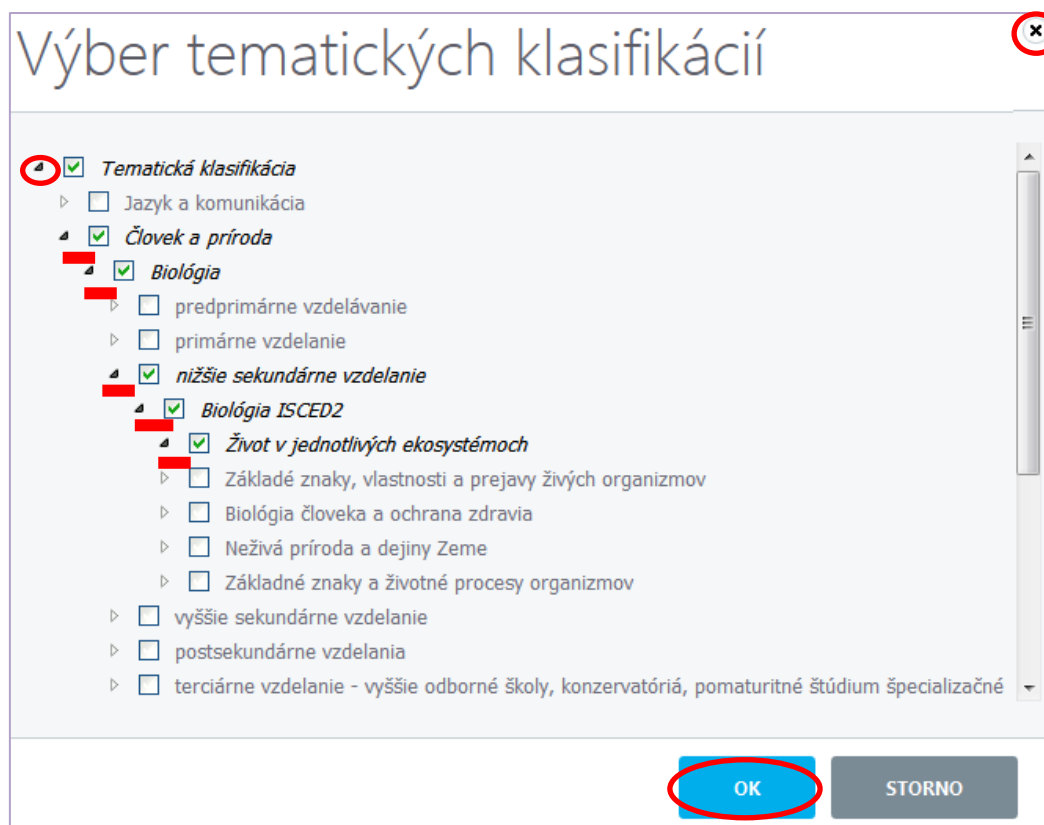 Výber tematických klasifikácií
Tematická klasifikácia
Jazyk a komunikácia
Človek a príroda
Biológia
predprimárne vzdelávanie
primárne vzdelanie
nižšie sekundárne vzdelanie
Biológia ISCED2
Život v jednotlivých ekosystémoch
Základé znaky, vlastnosti a prejavy živých organizmov
Biológia človeka a ochrana zdravia
Neživá príroda a dejiny Zeme
Základné znaky a životné procesy organizmov
vyššie sekundárne vzdelanie
postsekundárne vzdelania
terciárne vzdelanie - vyššie odborné školy, konzervatóriá, pomaturitné štúdium špecializačné
OK
STORNO